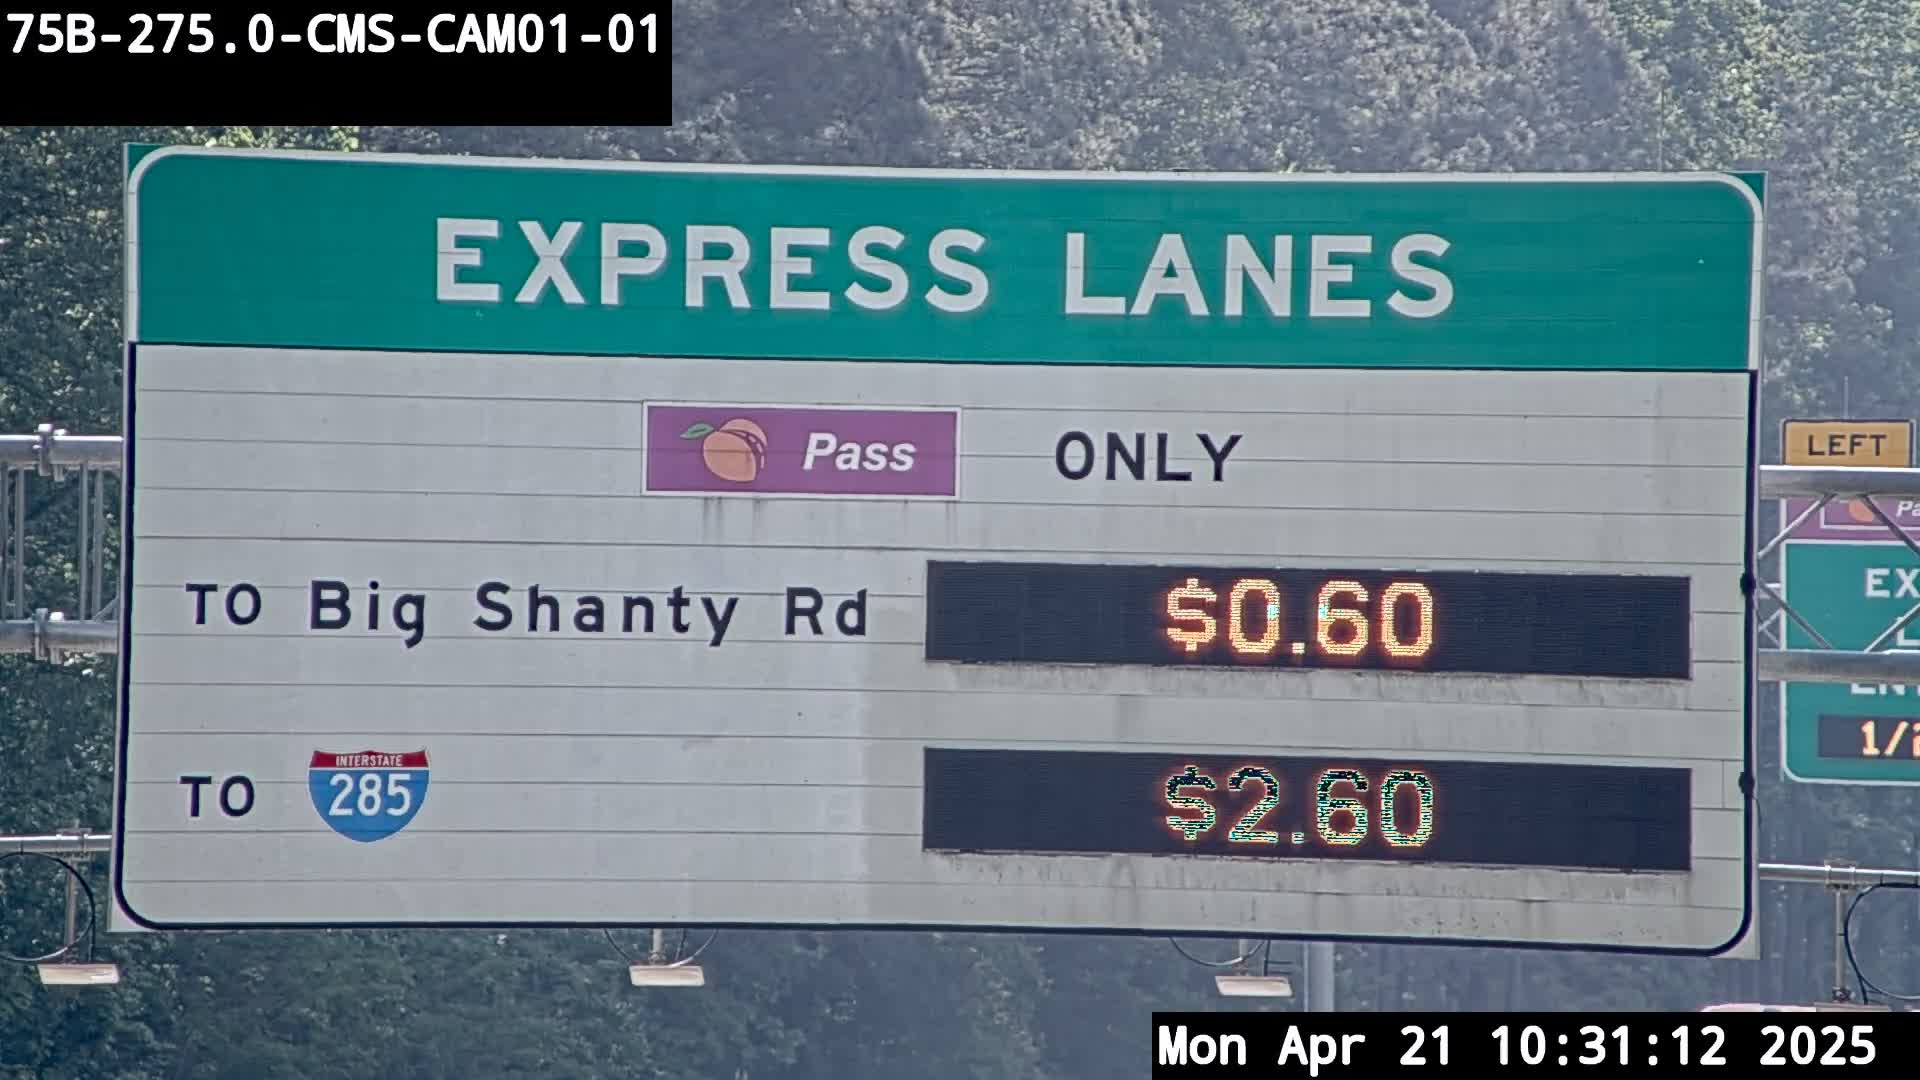 75B-275.0-CMS-CAM01-01
EXPRESS LANES
Pass ONLY
TO Big Shanty Rd $0.60
TO INTERSTATE 285 $2.60
LEFT
Mon Apr 21 10:31:12 2025